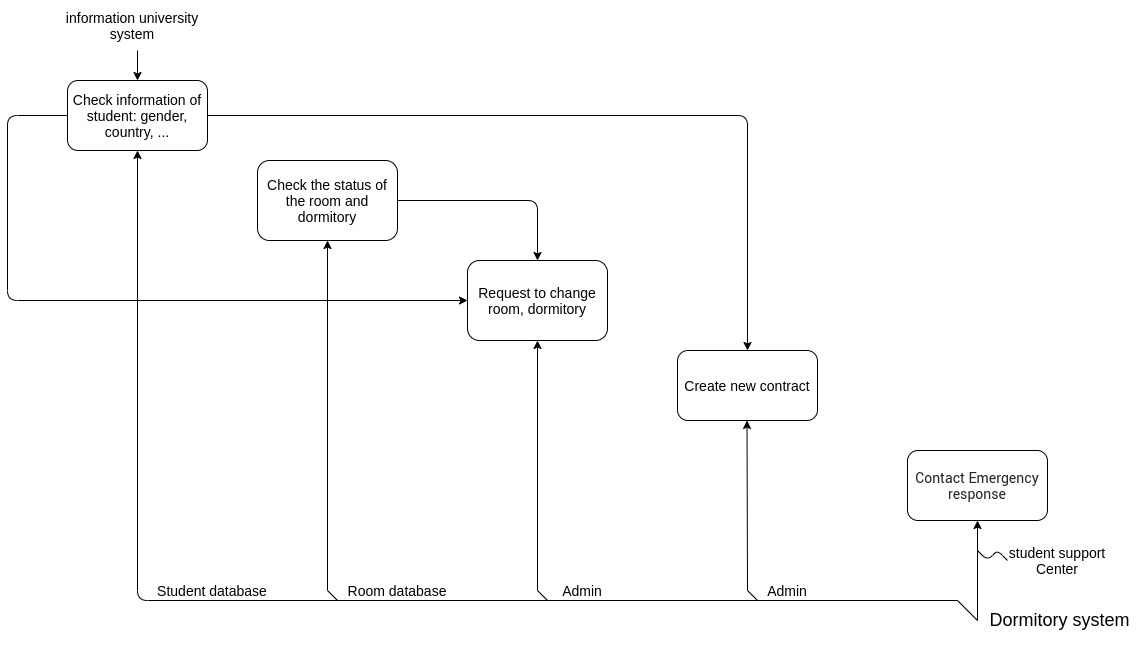 information university
system
Check information of
student: gender,
country, ...
Check the status of
the room and
dormitory
Request to change
room, dormitory
Create new contract
Contact Emergency
response
student support
Center
Student database
Room database
Admin
Admin
Dormitory system